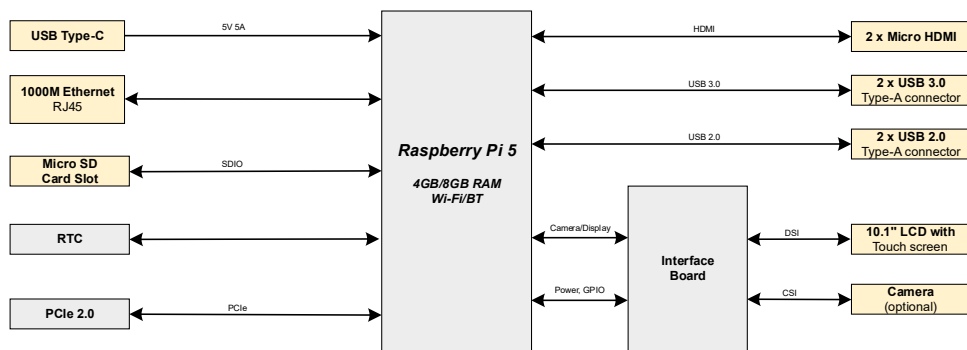 USB Type-C
5V 5A
HDMI
2 x Micro HDMI
1000M Ethernet
RJ45
USB 3.0
2 x USB 3.0
Type-A connector
USB 2.0
2 x USB 2.0
Type-A connector
Micro SD
Card Slot
SDIO
Raspberry Pi 5
4GB/8GB RAM
Wi-Fi/BT
RTC
Camera/Display
Interface
Board
DSI
10.1" LCD with
Touch screen
PCIe 2.0
PCIe
Power, GPIO
CSI
Camera
(optional)